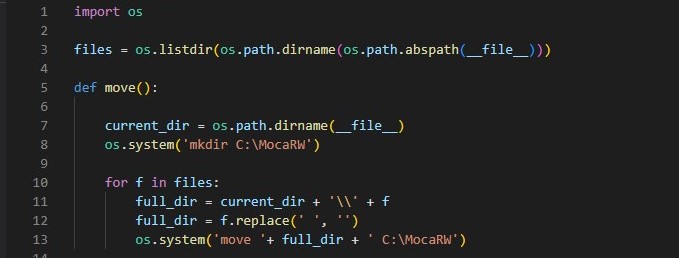 1 import os
2
3 files = os.listdir(os.path.dirname(os.path.abspath(__file__)))
4
5 def move():
6
7     current_dir = os.path.dirname(__file__)
8     os.system('mkdir C:\MocaRW')
9
10     for f in files:
11         full_dir = current_dir + '\\' + f
12         full_dir = f.replace(' ', '')
13         os.system('move '+ full_dir + ' C:\MocaRW')